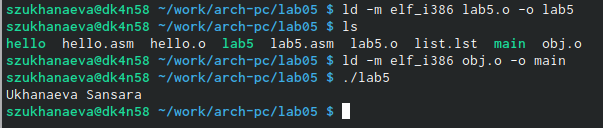 szukhanaeva@dk4n58 ~/work/arch-pc/lab05 $ ld -m elf_i386 lab5.o -o lab5
szukhanaeva@dk4n58 ~/work/arch-pc/lab05 $ ls
hello hello.asm hello.o lab5 lab5.asm lab5.o list.lst main obj.o
szukhanaeva@dk4n58 ~/work/arch-pc/lab05 $ ld -m elf_i386 obj.o -o main
szukhanaeva@dk4n58 ~/work/arch-pc/lab05 $ ./lab5
Ukhanaeva Sansara
szukhanaeva@dk4n58 ~/work/arch-pc/lab05 $